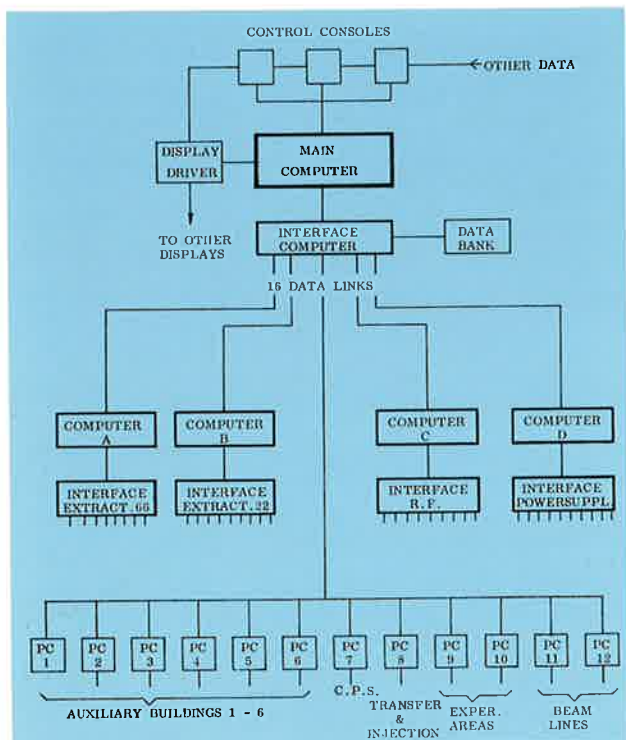 CONTROL CONSOLES
OTHER DATA
DISPLAY
DRIVER
MAIN
COMPUTER
TO OTHER
DISPLAYS
INTERFACE
COMPUTER
DATA
BANK
16 DATA LINKS
COMPUTER
A
COMPUTER
B
COMPUTER
C
COMPUTER
D
INTERFACE
EXTRACT.66
INTERFACE
EXTRACT.22
INTERFACE
R.F.
INTERFACE
POWERSUPPL.
PC
1
PC
2
PC
3
PC
4
PC
5
PC
6
PC
7
PC
8
PC
9
PC
10
PC
11
PC
12
AUXILIARY BUILDINGS 1 - 6
C.P.S.
TRANSFER
&
INJECTION
EXPER.
AREAS
BEAM
LINES